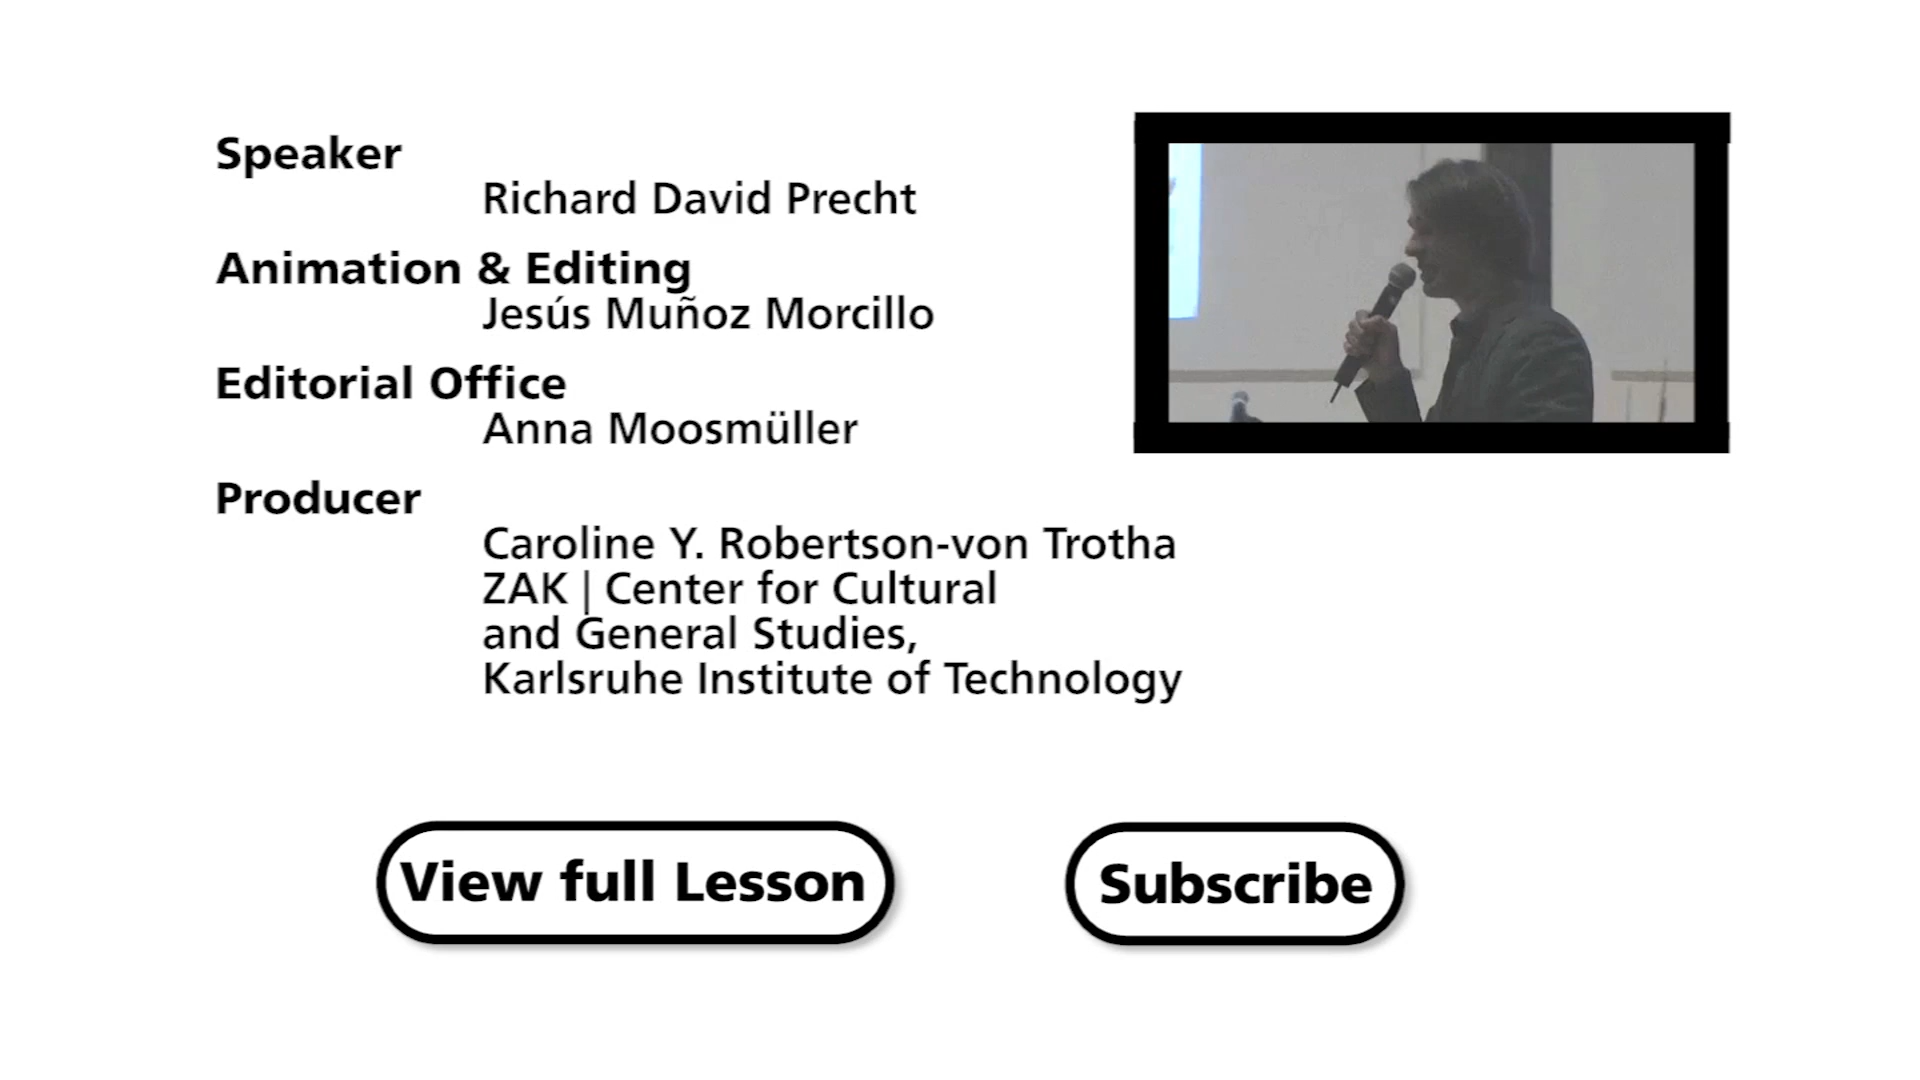 Speaker
Richard David Precht
Animation & Editing
Jesús Muñoz Morcillo
Editorial Office
Anna Moosmüller
Producer
Caroline Y. Robertson-von Trotha
ZAK | Center for Cultural
and General Studies,
Karlsruhe Institute of Technology
View full Lesson
Subscribe